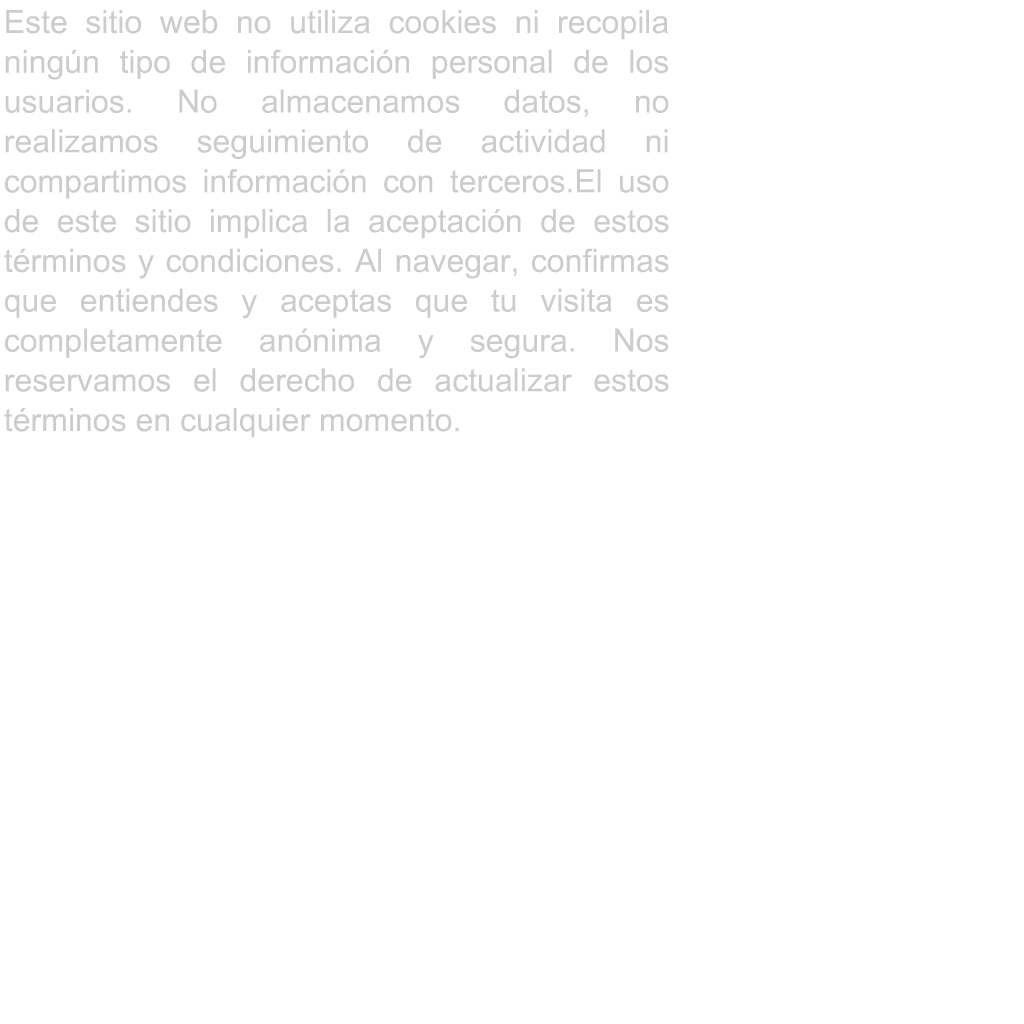 Este sitio web no utiliza cookies ni recopila
ningún tipo de información personal de los
usuarios. No almacenamos datos, no
realizamos seguimiento de actividad ni
compartimos información con terceros.El uso
de este sitio implica la aceptación de estos
términos y condiciones. Al navegar, confirmas
que entiendes y aceptas que tu visita es
completamente anónima y segura. Nos
reservamos el derecho de actualizar estos
términos en cualquier momento.